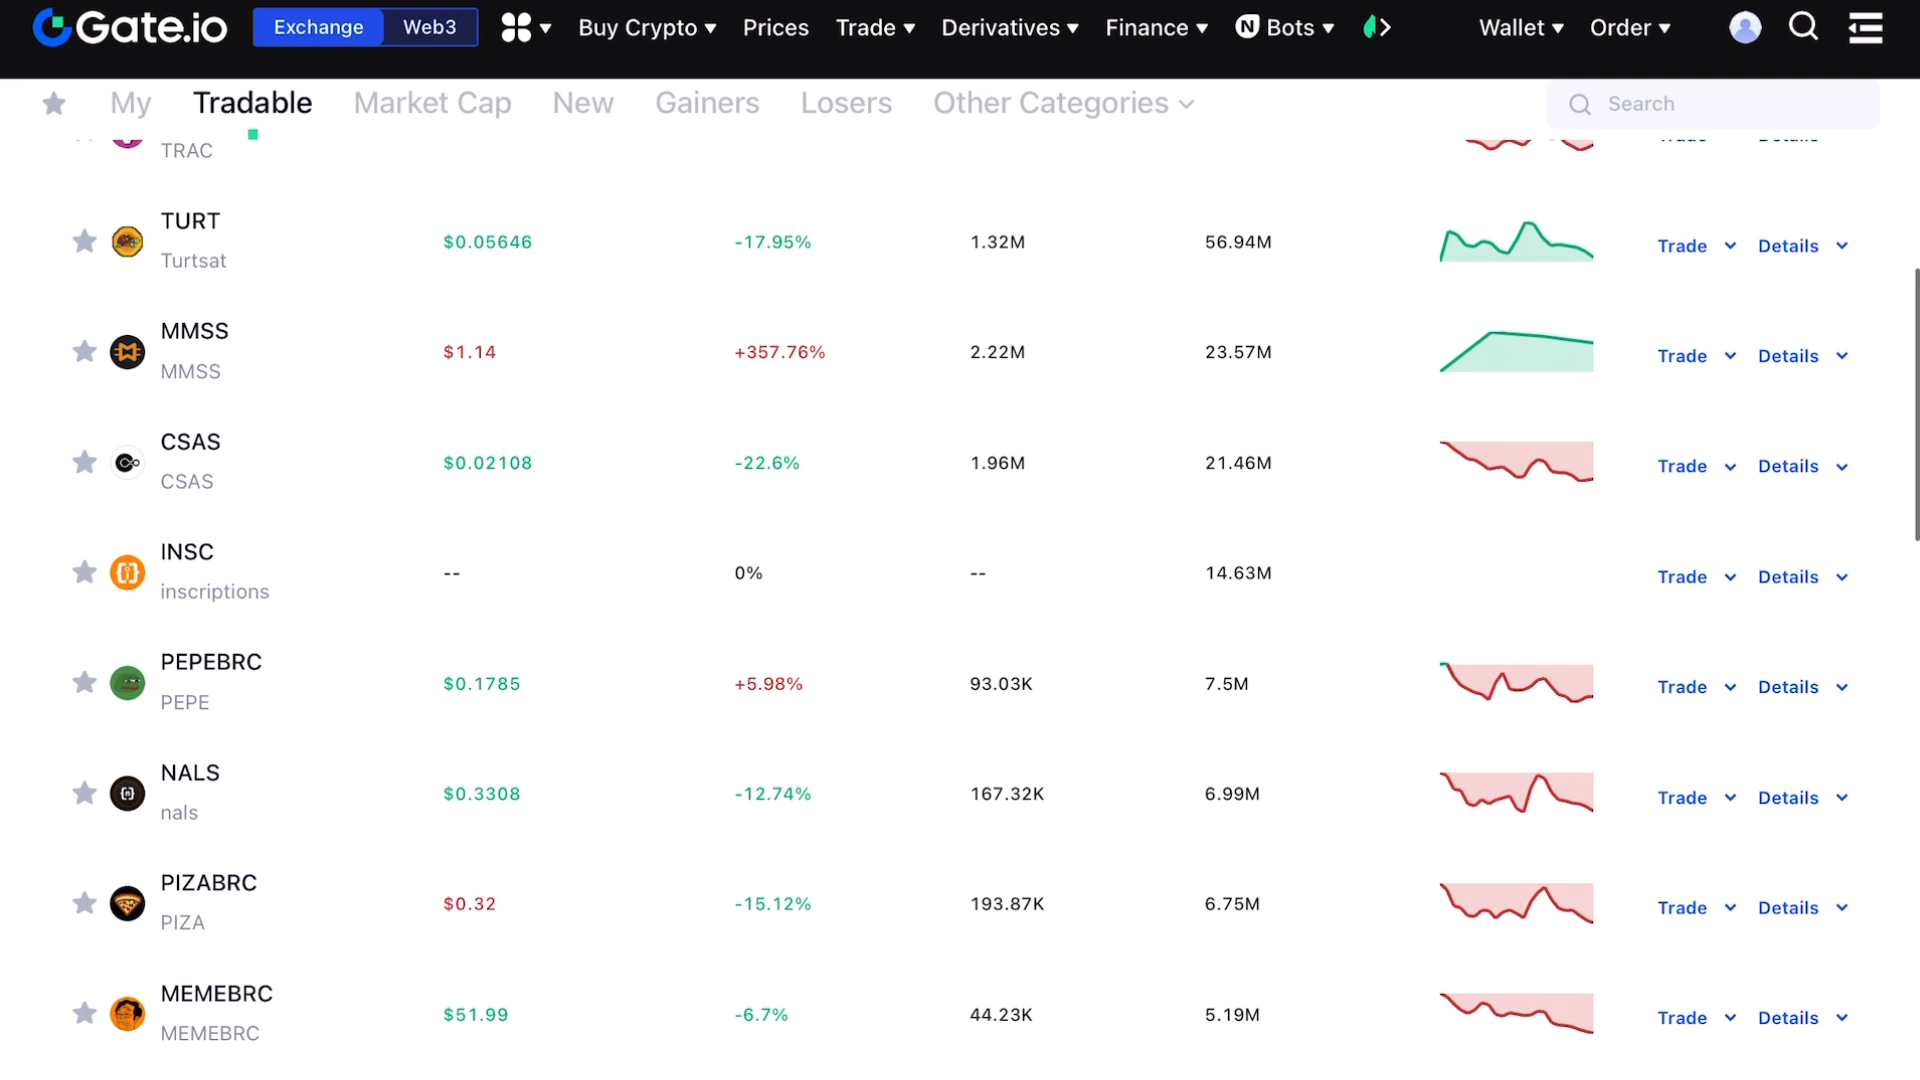 Gate.io Exchange Web3 Buy Crypto Prices Trade Derivatives Finance N Bots Wallet Order
My Tradable Market Cap New Gainers Losers Other Categories Search
TRAC
TURT
Turtsat
$0.05646 -17.95% 1.32M 56.94M Trade Details
MMSS
MMSS
$1.14 +357.76% 2.22M 23.57M Trade Details
CSAS
CSAS
$0.02108 -22.6% 1.96M 21.46M Trade Details
INSC
inscriptions
-- 0% -- 14.63M Trade Details
PEPEBRC
PEPE
$0.1785 +5.98% 93.03K 7.5M Trade Details
NALS
nals
$0.3308 -12.74% 167.32K 6.99M Trade Details
PIZABRC
PIZA
$0.32 -15.12% 193.87K 6.75M Trade Details
MEMEBRC
MEMEBRC
$51.99 -6.7% 44.23K 5.19M Trade Details